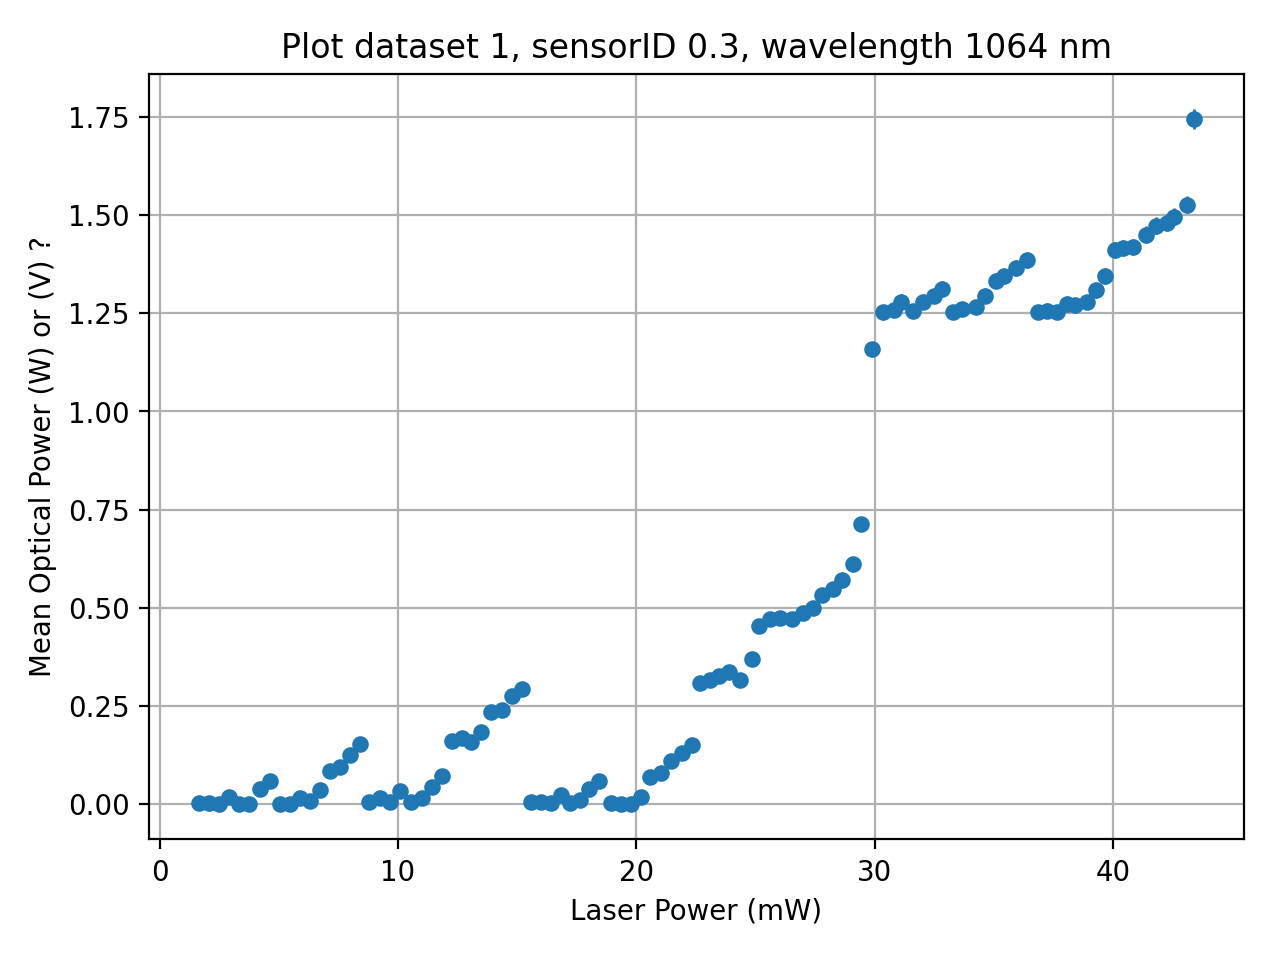 Plot dataset 1, sensorID 0.3, wavelength 1064 nm
Mean Optical Power (W) or (V) ?
1.75
1.50
1.25
1.00
0.75
0.50
0.25
0.00
0 10 20 30 40
Laser Power (mW)